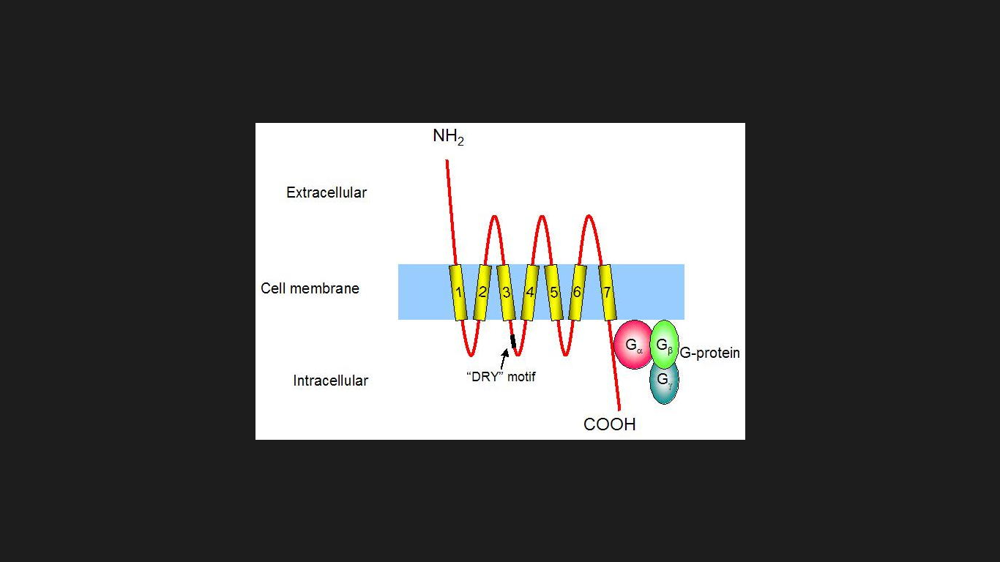 NH₂
Extracellular
Cell membrane
1 2 3 4 5 6 7
Gα Gβ
G-protein
Gγ
"DRY" motif
Intracellular
COOH